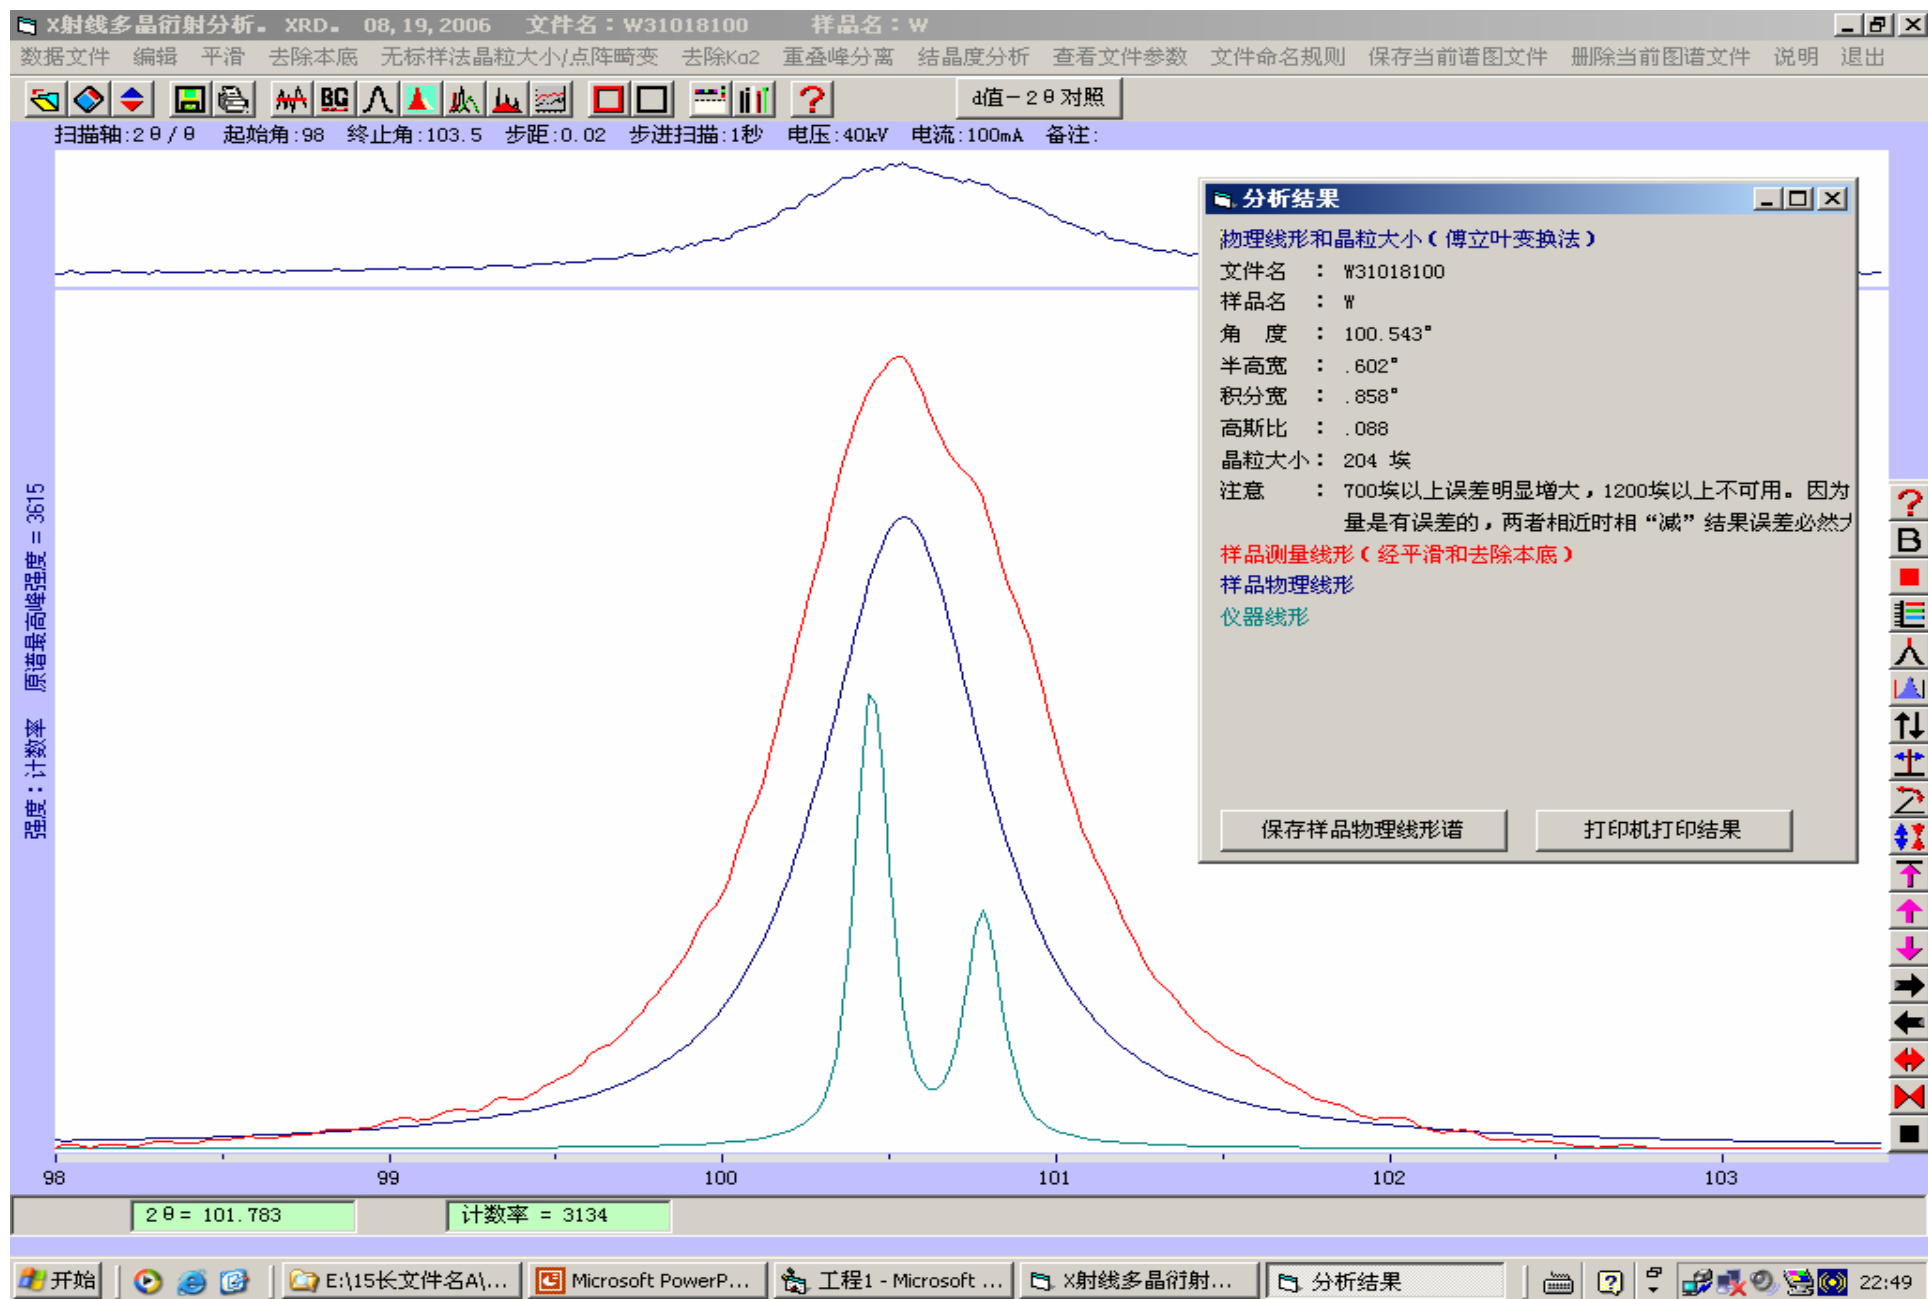 X射线多晶衍射分析。 XRD。 08,19,2006 文件名：W31018100 样品名：W
数据文件 编辑 平滑 去除本底 无标样法晶粒大小/点阵畸变 去除Kα2 重叠峰分离 结晶度分析 查看文件参数 文件命名规则 保存当前谱图文件 册除当前图谱文件 说明 退出
BG d值－2θ对照
扫描轴:2θ/θ 起始角:98 终止角:103.5 步距:0.02 步进扫描:1秒 电压:40kV 电流:100mA 备注:
分析结果
物理线形和晶粒大小（傅立叶变换法）
文件名 ： W31018100
样品名 ： W
角 度 ： 100.543°
半高宽 ： .602°
积分宽 ： .858°
高斯比 ： .088
晶粒大小： 204 埃
注意 ： 700埃以上误差明显增大，1200埃以上不可用。因为
量是有误差的，两者相近时相“减”结果误差必然
样品测量线形（经平滑和去除本底）
样品物理线形
仪器线形
保存样品物理线形谱 打印机打印结果
强度：计数率 原谱最高峰强度 = 3615
B
98 99 100 101 102 103
2θ= 101.783 计数率 = 3134
开始 E:\15长文件名A\... Microsoft PowerP... 工程1 - Microsoft ... X射线多晶衍射... 分析结果 22:49